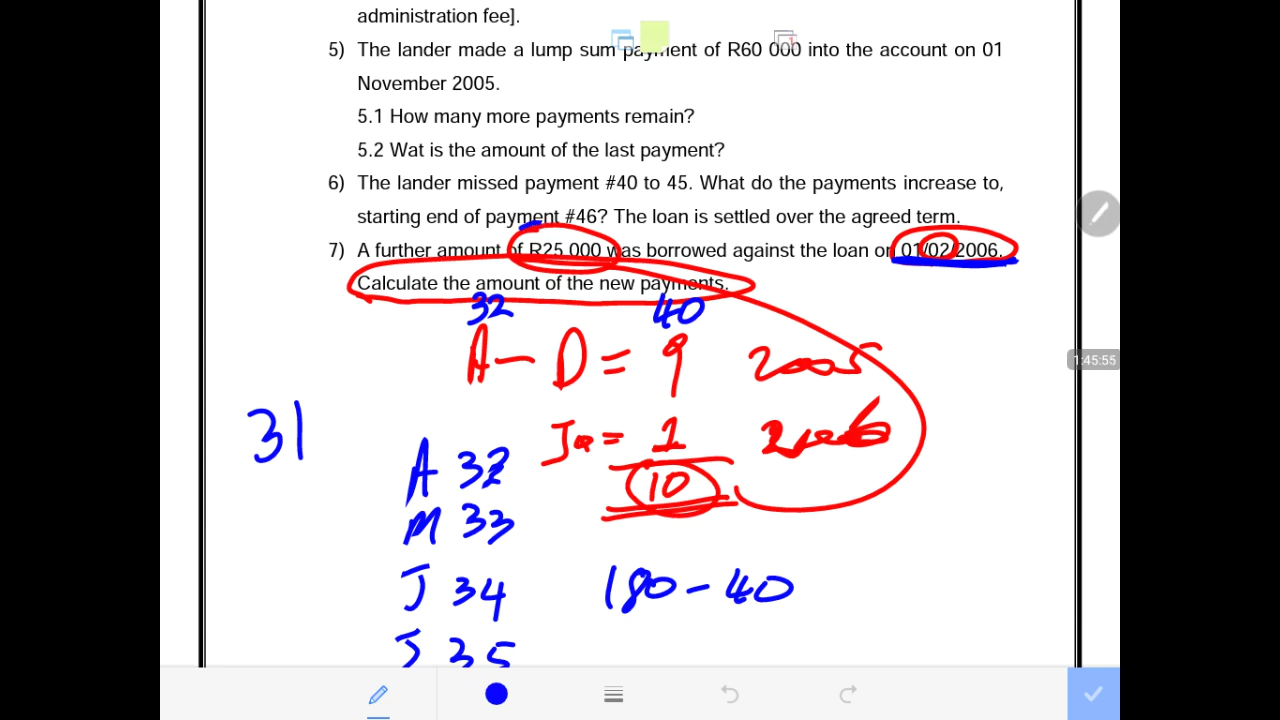 administration fee].
5) The lander made a lump sum payment of R60 000 into the account on 01
November 2005.
5.1 How many more payments remain?
5.2 Wat is the amount of the last payment?
6) The lander missed payment #40 to 45. What do the payments increase to,
starting end of payment #46? The loan is settled over the agreed term.
7) A further amount of R25 000 was borrowed against the loan on 01/02/2006.
Calculate the amount of the new payments.
32 40
A - D = 9 2005
1:45:55
31
Ja = 1 2006
A 32
10
M 33
J 34 180 - 40
J 35